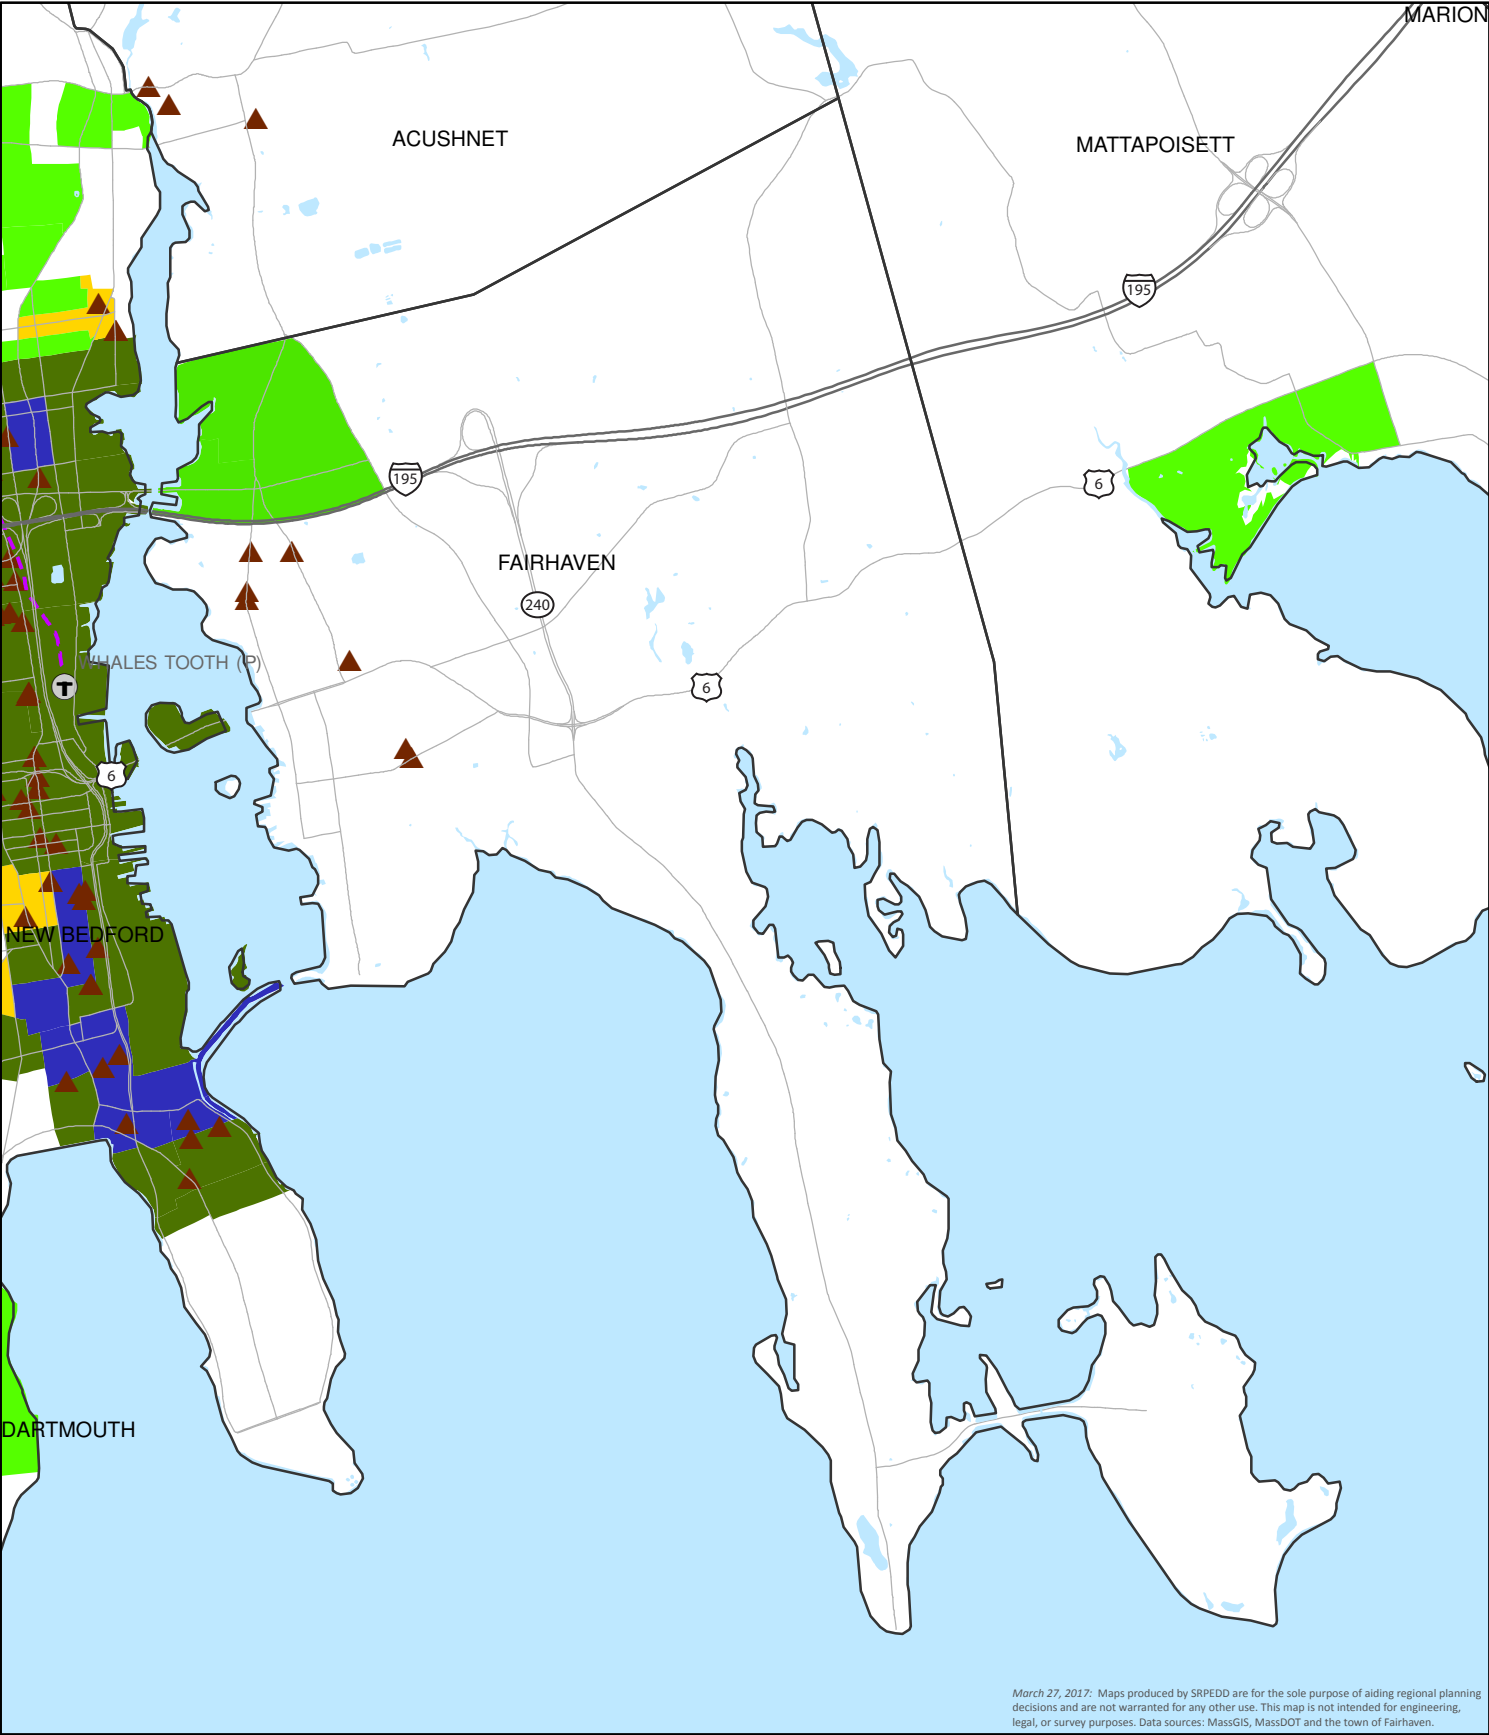 MARION
ACUSHNET
MATTAPOISETT
195
195
6
FAIRHAVEN
240
WHALES TOOTH (P)
T
6
6
NEW BEDFORD
DARTMOUTH
March 27, 2017: Maps produced by SRPEDD are for the sole purpose of aiding regional planning
decisions and are not warranted for any other use. This map is not intended for engineering,
legal, or survey purposes. Data sources: MassGIS, MassDOT and the town of Fairhaven.